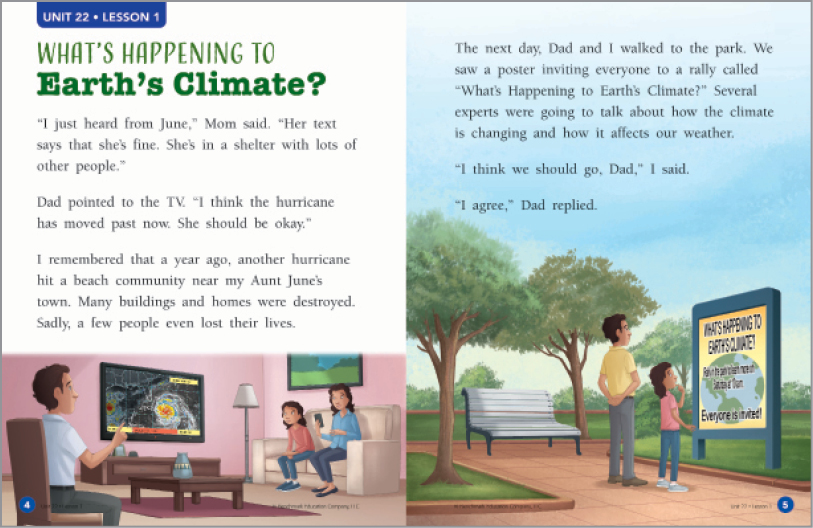 UNIT 22 • LESSON 1
WHAT'S HAPPENING TO
Earth's Climate?
“I just heard from June,” Mom said. “Her text
says that she's fine. She's in a shelter with lots of
other people.”
Dad pointed to the TV. “I think the hurricane
has moved past now. She should be okay.”
I remembered that a year ago, another hurricane
hit a beach community near my Aunt June's
town. Many buildings and homes were destroyed.
Sadly, a few people even lost their lives.
4
The next day, Dad and I walked to the park. We
saw a poster inviting everyone to a rally called
“What's Happening to Earth's Climate?” Several
experts were going to talk about how the climate
is changing and how it affects our weather.
“I think we should go, Dad,” I said.
“I agree,” Dad replied.
WHAT'S HAPPENING TO
EARTH'S CLIMATE?
Everyone is invited!
Unit 22 • Lesson 1
5